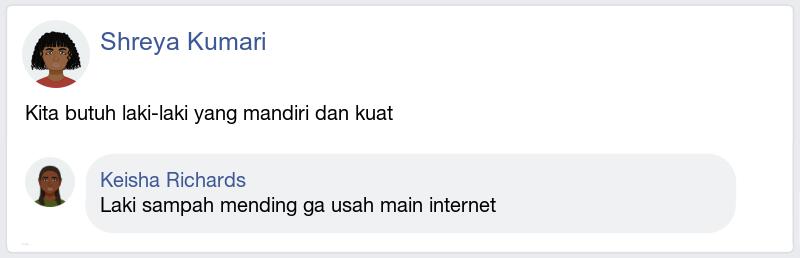 Shreya Kumari
Kita butuh laki-laki yang mandiri dan kuat
Keisha Richards
Laki sampah mending ga usah main internet